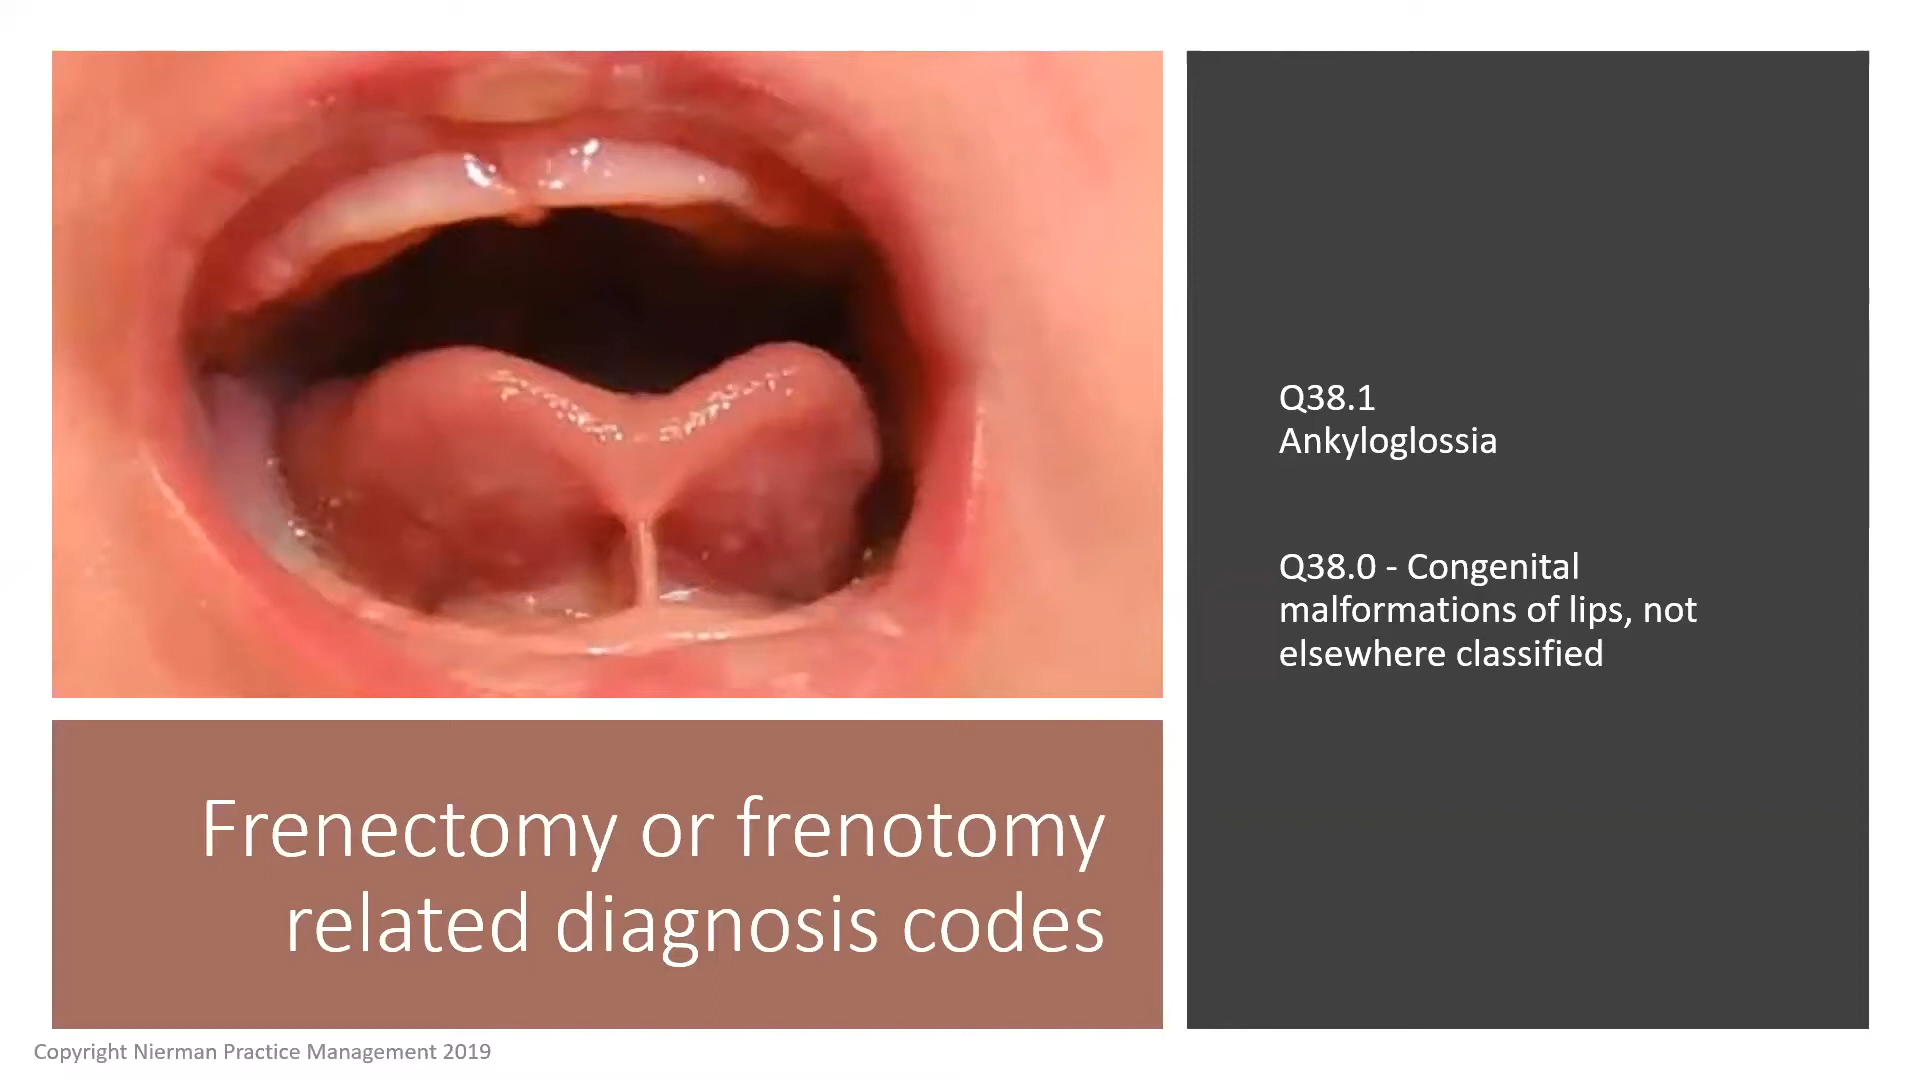 Q38.1
Ankyloglossia
Q38.0 - Congenital
malformations of lips, not
elsewhere classified
Frenectomy or frenotomy
related diagnosis codes
Copyright Nierman Practice Management 2019